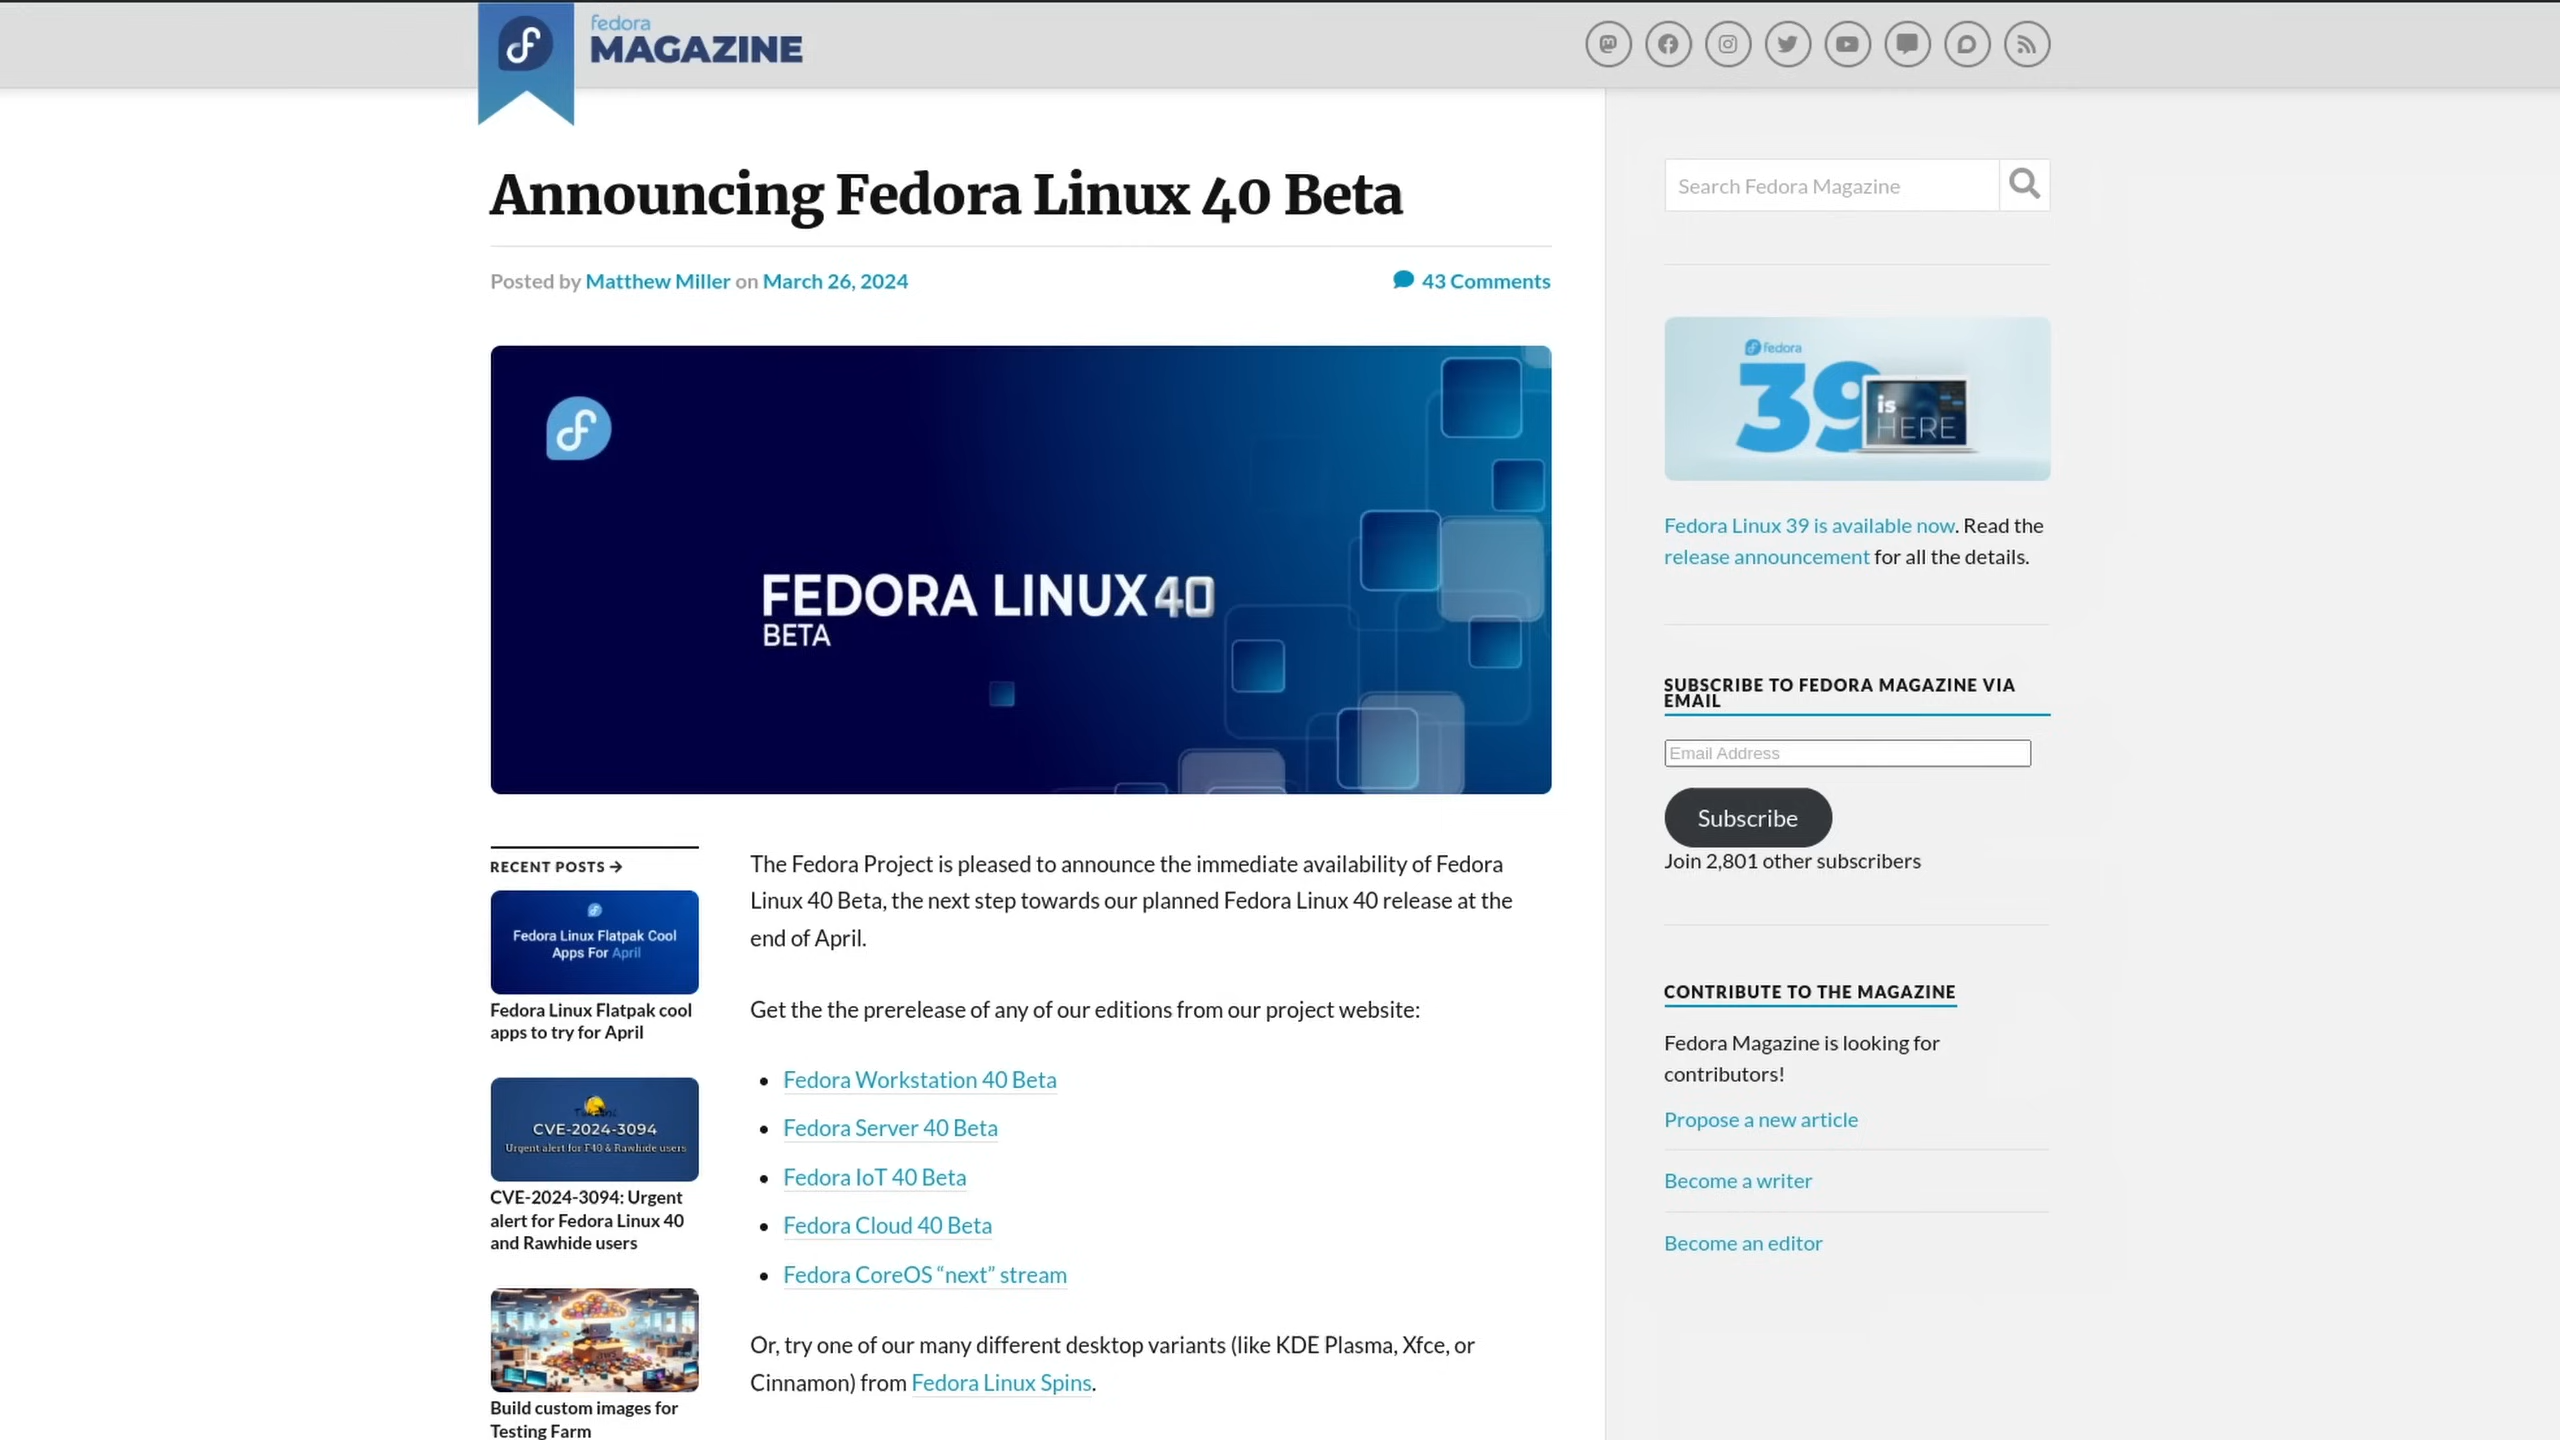 fedora
MAGAZINE
Announcing Fedora Linux 40 Beta
Posted by Matthew Miller on March 26, 2024
43 Comments
FEDORA LINUX 40
BETA
RECENT POSTS →
Fedora Linux Flatpak Cool
Apps For April
Fedora Linux Flatpak cool
apps to try for April
CVE-2024-3094
Urgent alert for F40 & Rawhide users
CVE-2024-3094: Urgent
alert for Fedora Linux 40
and Rawhide users
Build custom images for
Testing Farm
The Fedora Project is pleased to announce the immediate availability of Fedora
Linux 40 Beta, the next step towards our planned Fedora Linux 40 release at the
end of April.
Get the the prerelease of any of our editions from our project website:
• Fedora Workstation 40 Beta
• Fedora Server 40 Beta
• Fedora IoT 40 Beta
• Fedora Cloud 40 Beta
• Fedora CoreOS “next” stream
Or, try one of our many different desktop variants (like KDE Plasma, Xfce, or
Cinnamon) from Fedora Linux Spins.
Search Fedora Magazine
fedora
39
is
HERE
Fedora Linux 39 is available now. Read the
release announcement for all the details.
SUBSCRIBE TO FEDORA MAGAZINE VIA
EMAIL
Email Address
Subscribe
Join 2,801 other subscribers
CONTRIBUTE TO THE MAGAZINE
Fedora Magazine is looking for
contributors!
Propose a new article
Become a writer
Become an editor